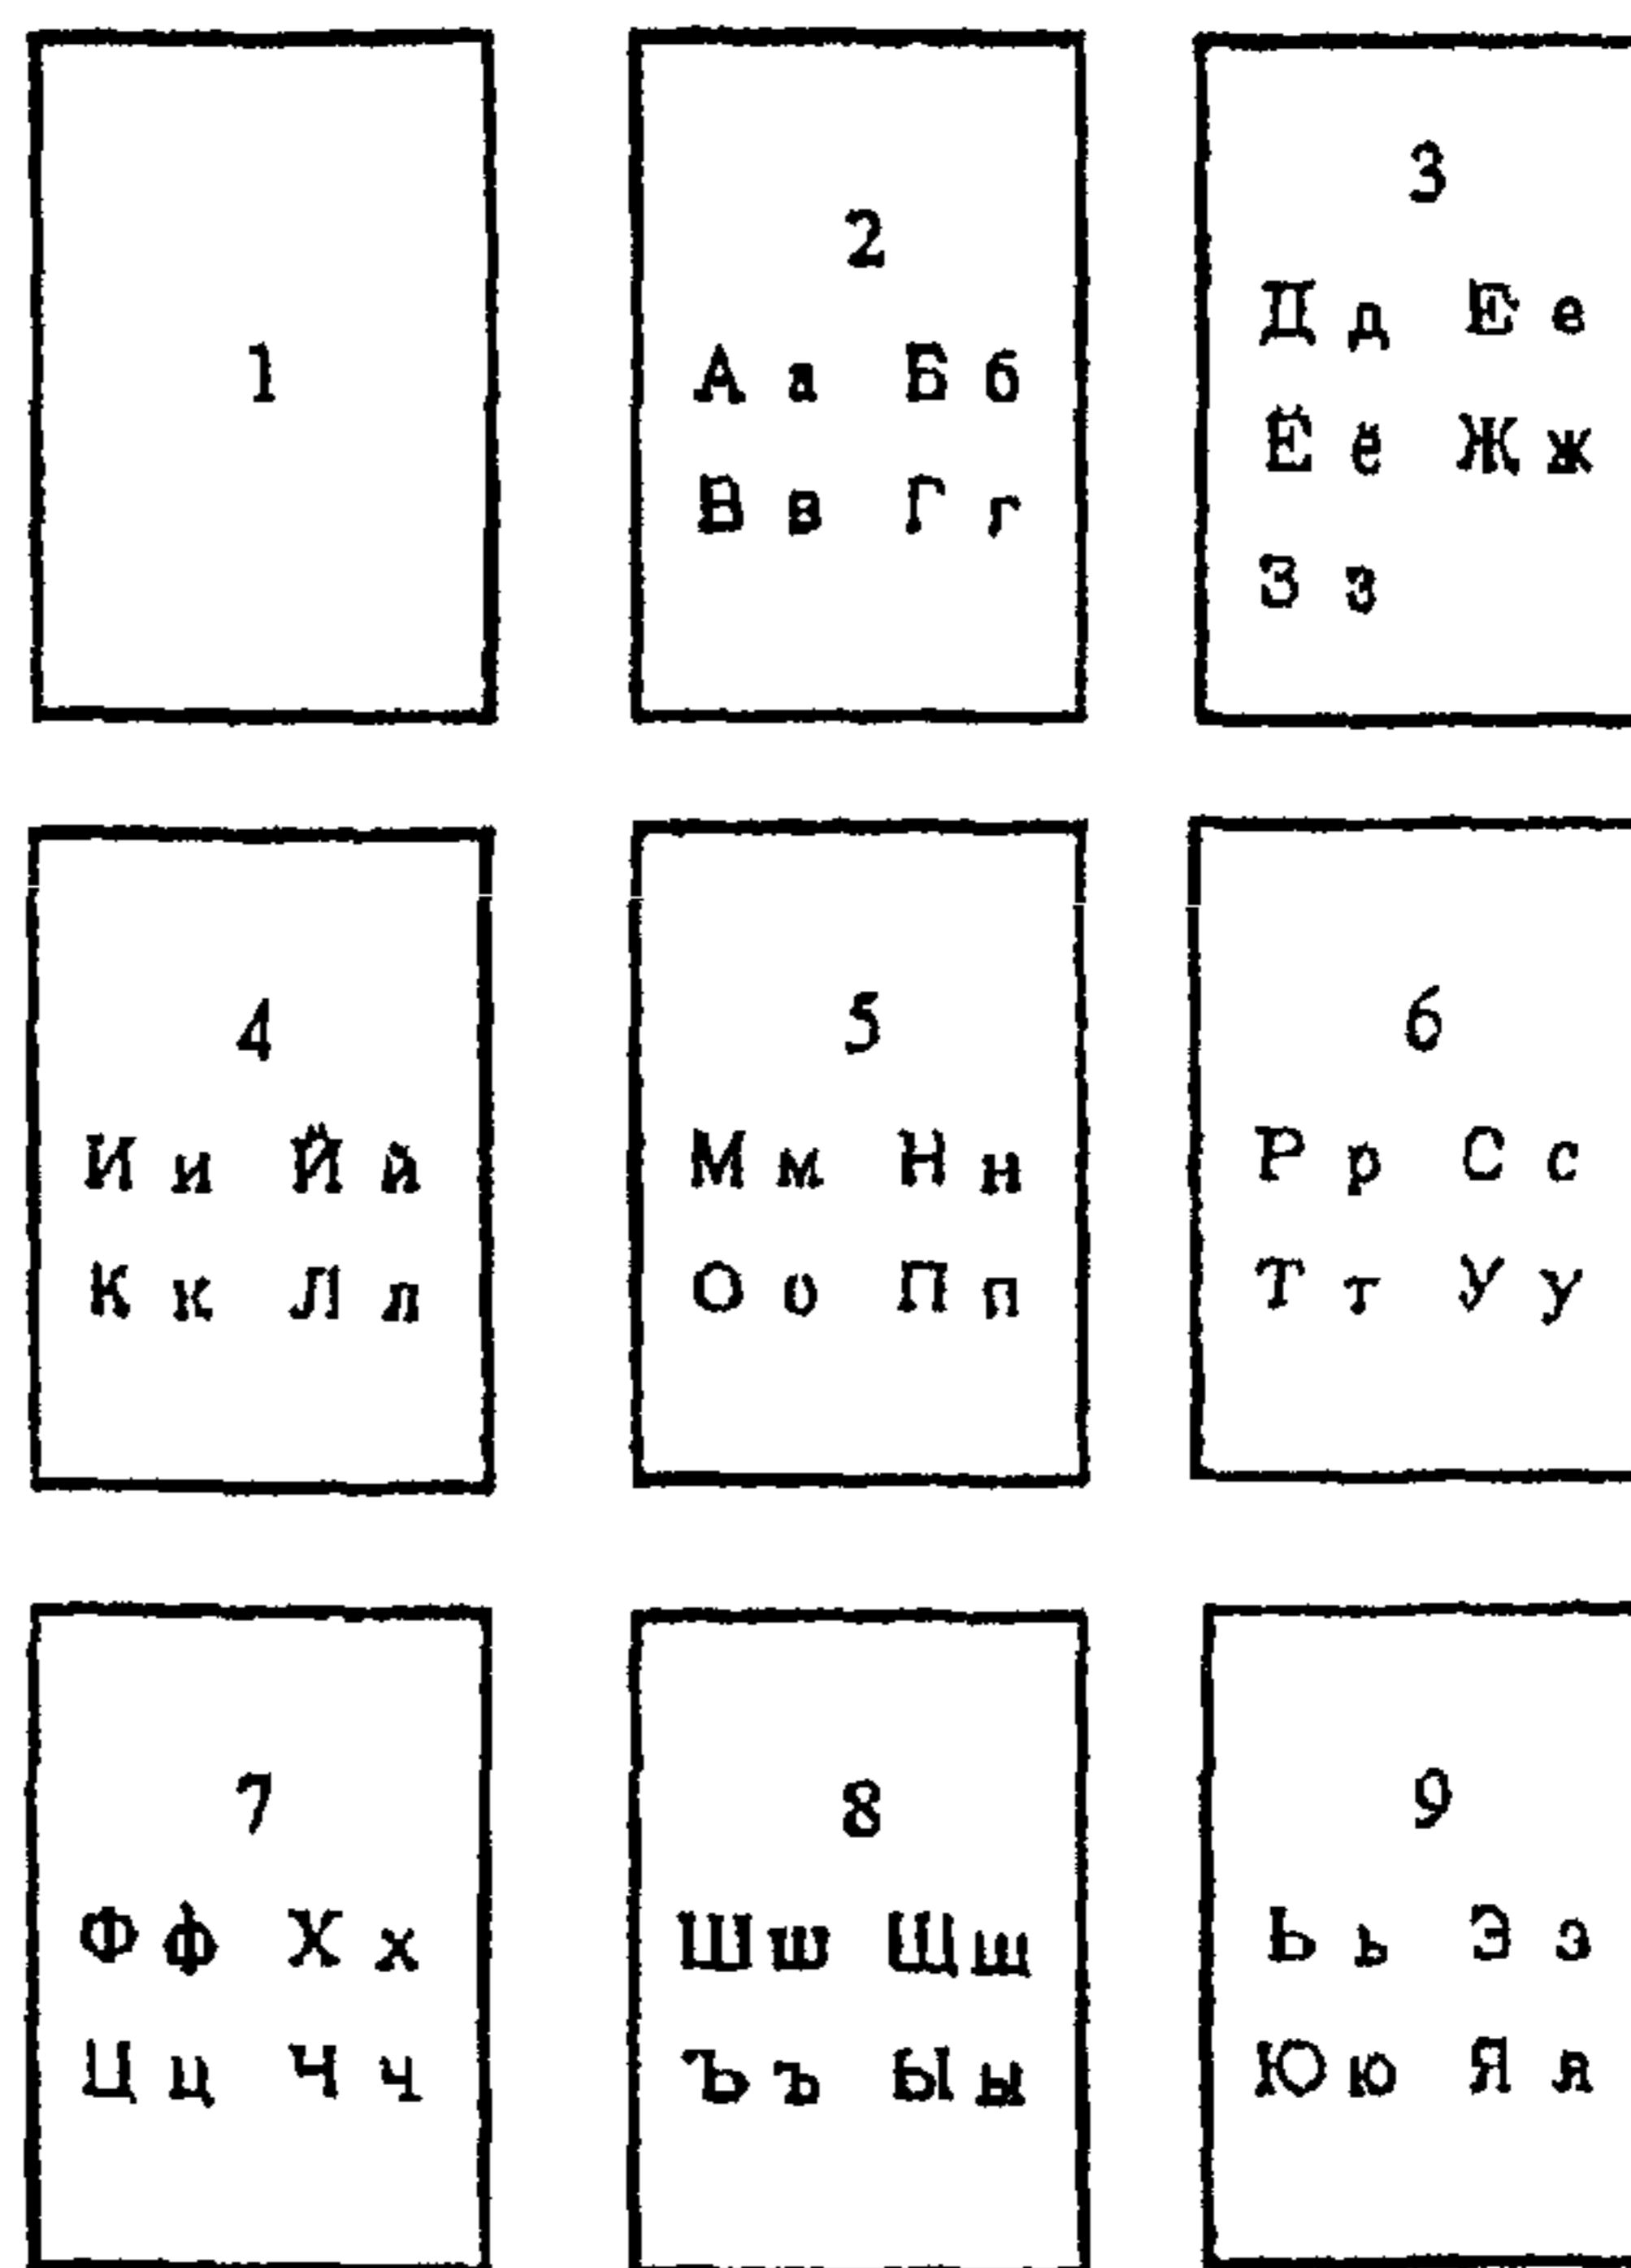 1
2
А а Б б
В в Г г
3
Д д Е е
Ё ё Ж ж
З з
4
И и Й й
К к Л л
5
М м Н н
О о П п
6
Р р С с
Т т У у
7
Ф ф Х х
Ц ц Ч ч
8
Ш ш Щ щ
Ъ ъ Ы ы
9
Ь ь Э э
Ю ю Я я